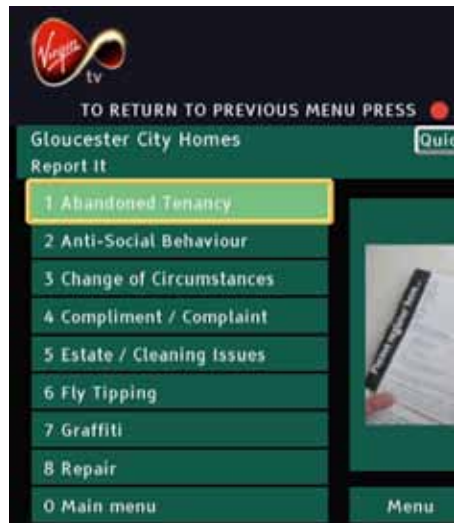 Virgin
tv
TO RETURN TO PREVIOUS MENU PRESS
Gloucester City Homes
Quic
Report It
1 Abandoned Tenancy
2 Anti-Social Behaviour
3 Change of Circumstances
4 Compliment / Complaint
5 Estate / Cleaning Issues
6 Fly Tipping
7 Graffiti
8 Repair
0 Main menu
Menu